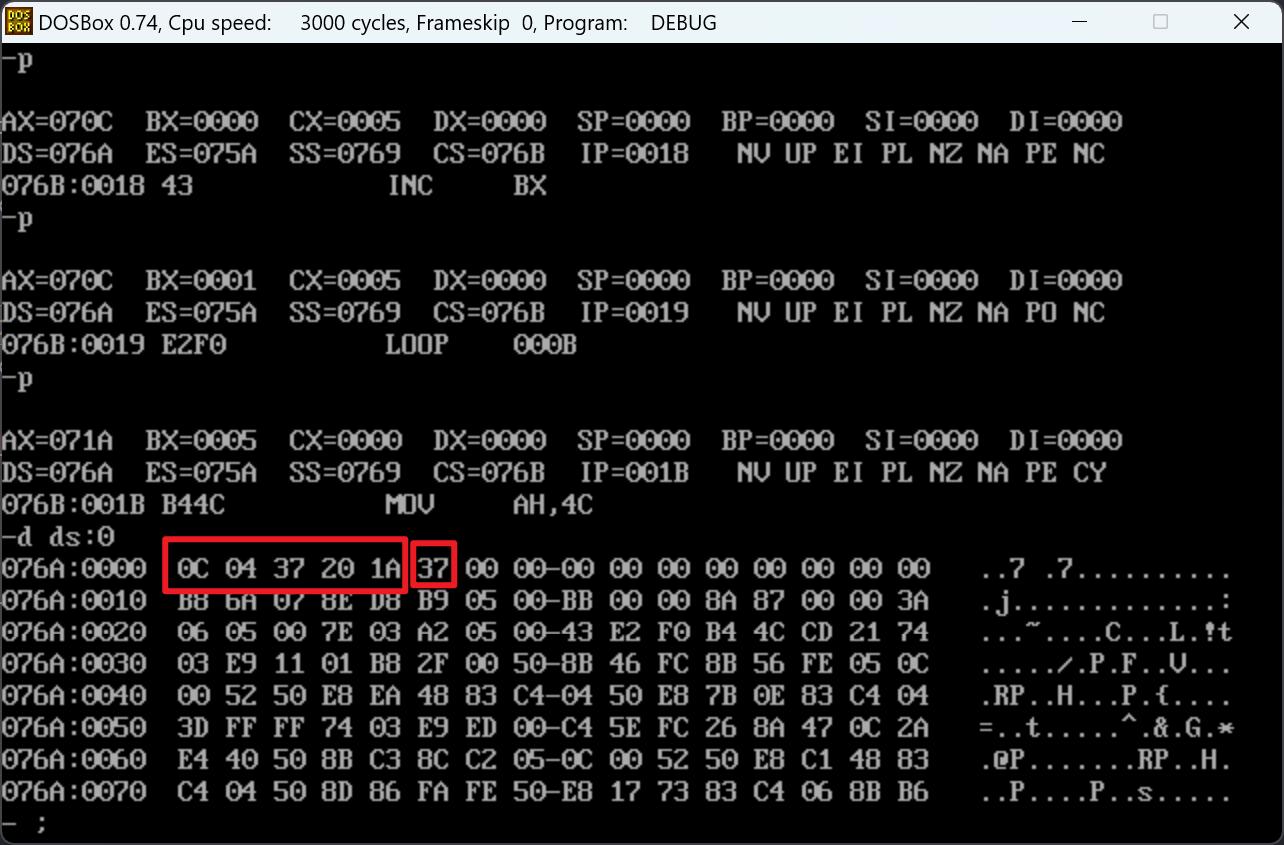 DOS
BOX
DOSBox 0.74, Cpu speed: 3000 cycles, Frameskip 0, Program: DEBUG
-p
AX=070C BX=0000 CX=0005 DX=0000 SP=0000 BP=0000 SI=0000 DI=0000
DS=076A ES=075A SS=0769 CS=076B IP=0018 NV UP EI PL NZ NA PE NC
076B:0018 43 INC BX
-p
AX=070C BX=0001 CX=0005 DX=0000 SP=0000 BP=0000 SI=0000 DI=0000
DS=076A ES=075A SS=0769 CS=076B IP=0019 NV UP EI PL NZ NA PO NC
076B:0019 E2F0 LOOP 000B
-p
AX=071A BX=0005 CX=0000 DX=0000 SP=0000 BP=0000 SI=0000 DI=0000
DS=076A ES=075A SS=0769 CS=076B IP=001B NV UP EI PL NZ NA PE CY
076B:001B B44C MOV AH,4C
-d ds:0
076A:0000 0C 04 37 20 1A 37 00 00-00 00 00 00 00 00 00 00 ..7 .7..........
076A:0010 B8 6A 07 8E D8 B9 05 00-BB 00 00 8A 87 00 00 3A .j.............:
076A:0020 06 05 00 7E 03 A2 05 00-43 E2 F0 B4 4C CD 21 74 ...~....C...L.!t
076A:0030 03 E9 11 01 B8 2F 00 50-8B 46 FC 8B 56 FE 05 0C ...../.P.F..V...
076A:0040 00 52 50 E8 EA 48 83 C4-04 50 E8 7B 0E 83 C4 04 .RP..H...P.{....
076A:0050 3D FF FF 74 03 E9 ED 00-C4 5E FC 26 8A 47 0C 2A =..t.....^.&.G.*
076A:0060 E4 40 50 8B C3 8C C2 05-0C 00 52 50 E8 C1 48 83 .@P.......RP..H.
076A:0070 C4 04 50 8D 86 FA FE 50-E8 17 73 83 C4 06 8B B6 ..P....P..s.....
- ;